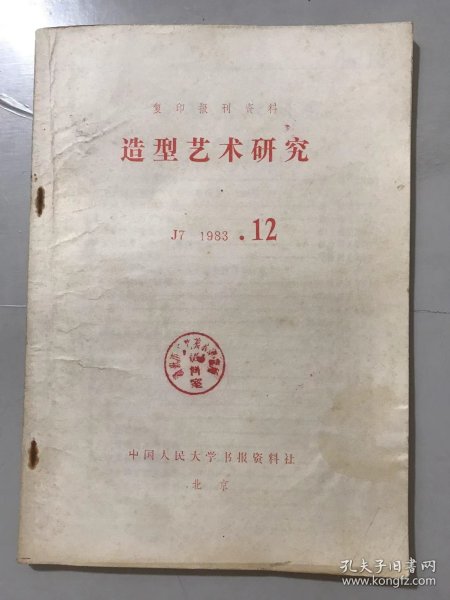 复印报刊资料
造型艺术研究
J7 1983.12
中国人民大学书报资料社
北京
孔夫子旧书网
www.kongfz.com